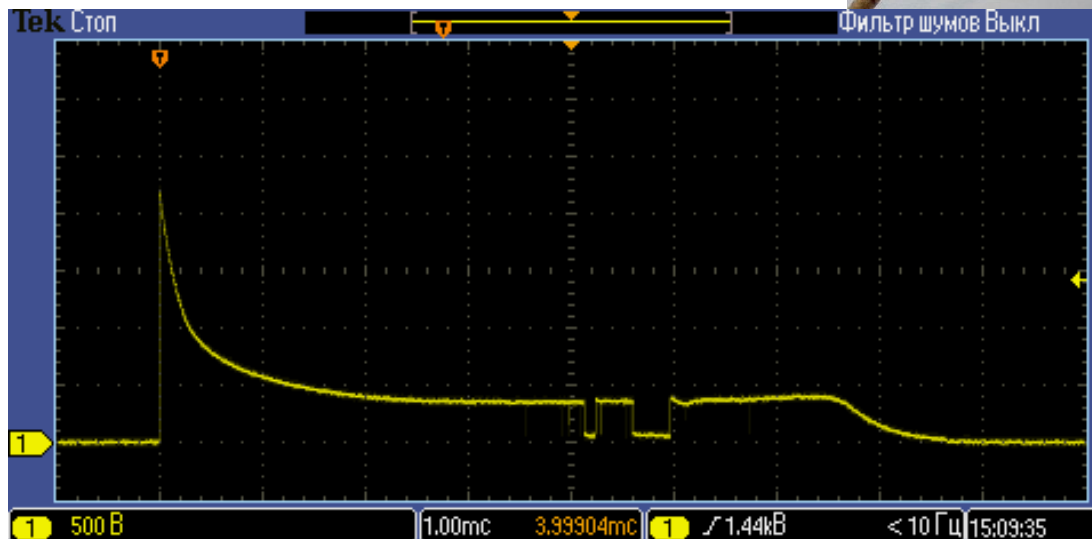 Tek Стоп Фильтр шумов Выкл
T
T
1
1 500 В 1.00мс 3.99904мс 1 1.44kВ < 10 Гц 15:09:35